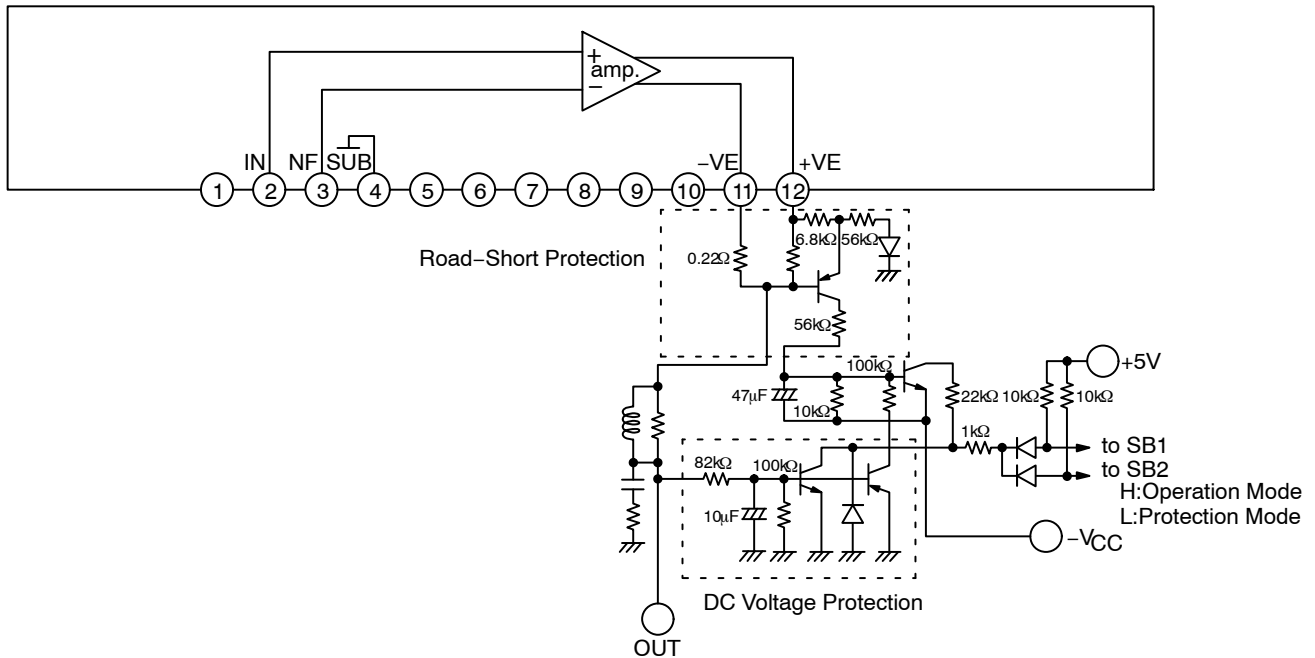 +
amp.
−
IN
NF
SUB
−VE
+VE
1
2
3
4
5
6
7
8
9
10
11
12
Road−Short Protection
0.22Ω
6.8kΩ
56kΩ
56kΩ
100kΩ
+5V
47μF
10kΩ
22kΩ
10kΩ
10kΩ
1kΩ
to SB1
82kΩ
100kΩ
to SB2
H:Operation Mode
10μF
L:Protection Mode
−VCC
DC Voltage Protection
OUT